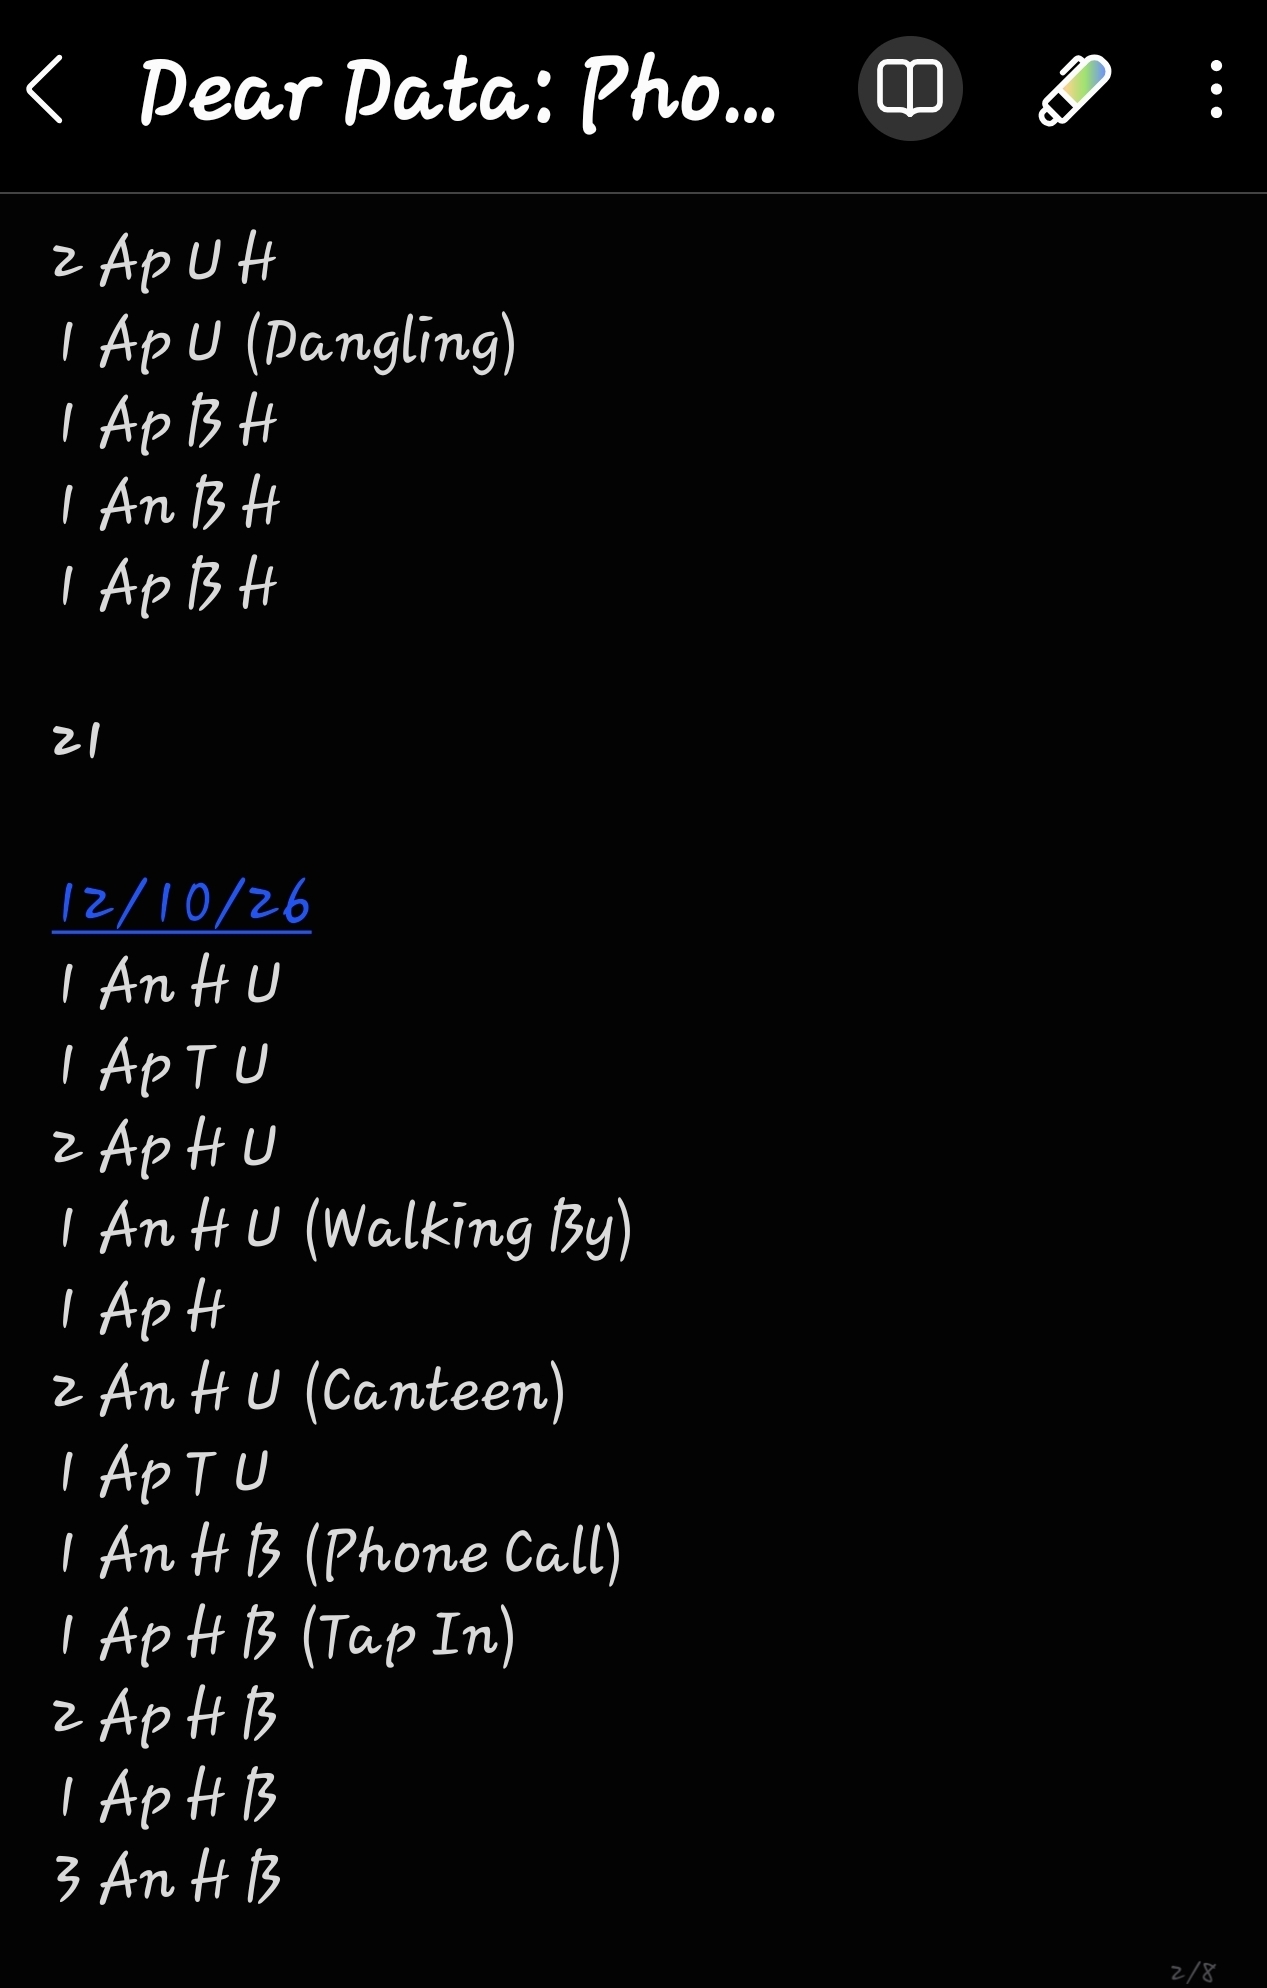 Dear Data: Pho...
2 Ap U H
1 Ap U (Dangling)
1 Ap B H
1 An B H
1 Ap B H
21
12/10/26
1 An H U
1 Ap T U
2 Ap H U
1 An H U (Walking By)
1 Ap H
2 An H U (Canteen)
1 Ap T U
1 An H B (Phone Call)
1 Ap H B (Tap In)
2 Ap H B
1 Ap H B
3 An H B
2/8